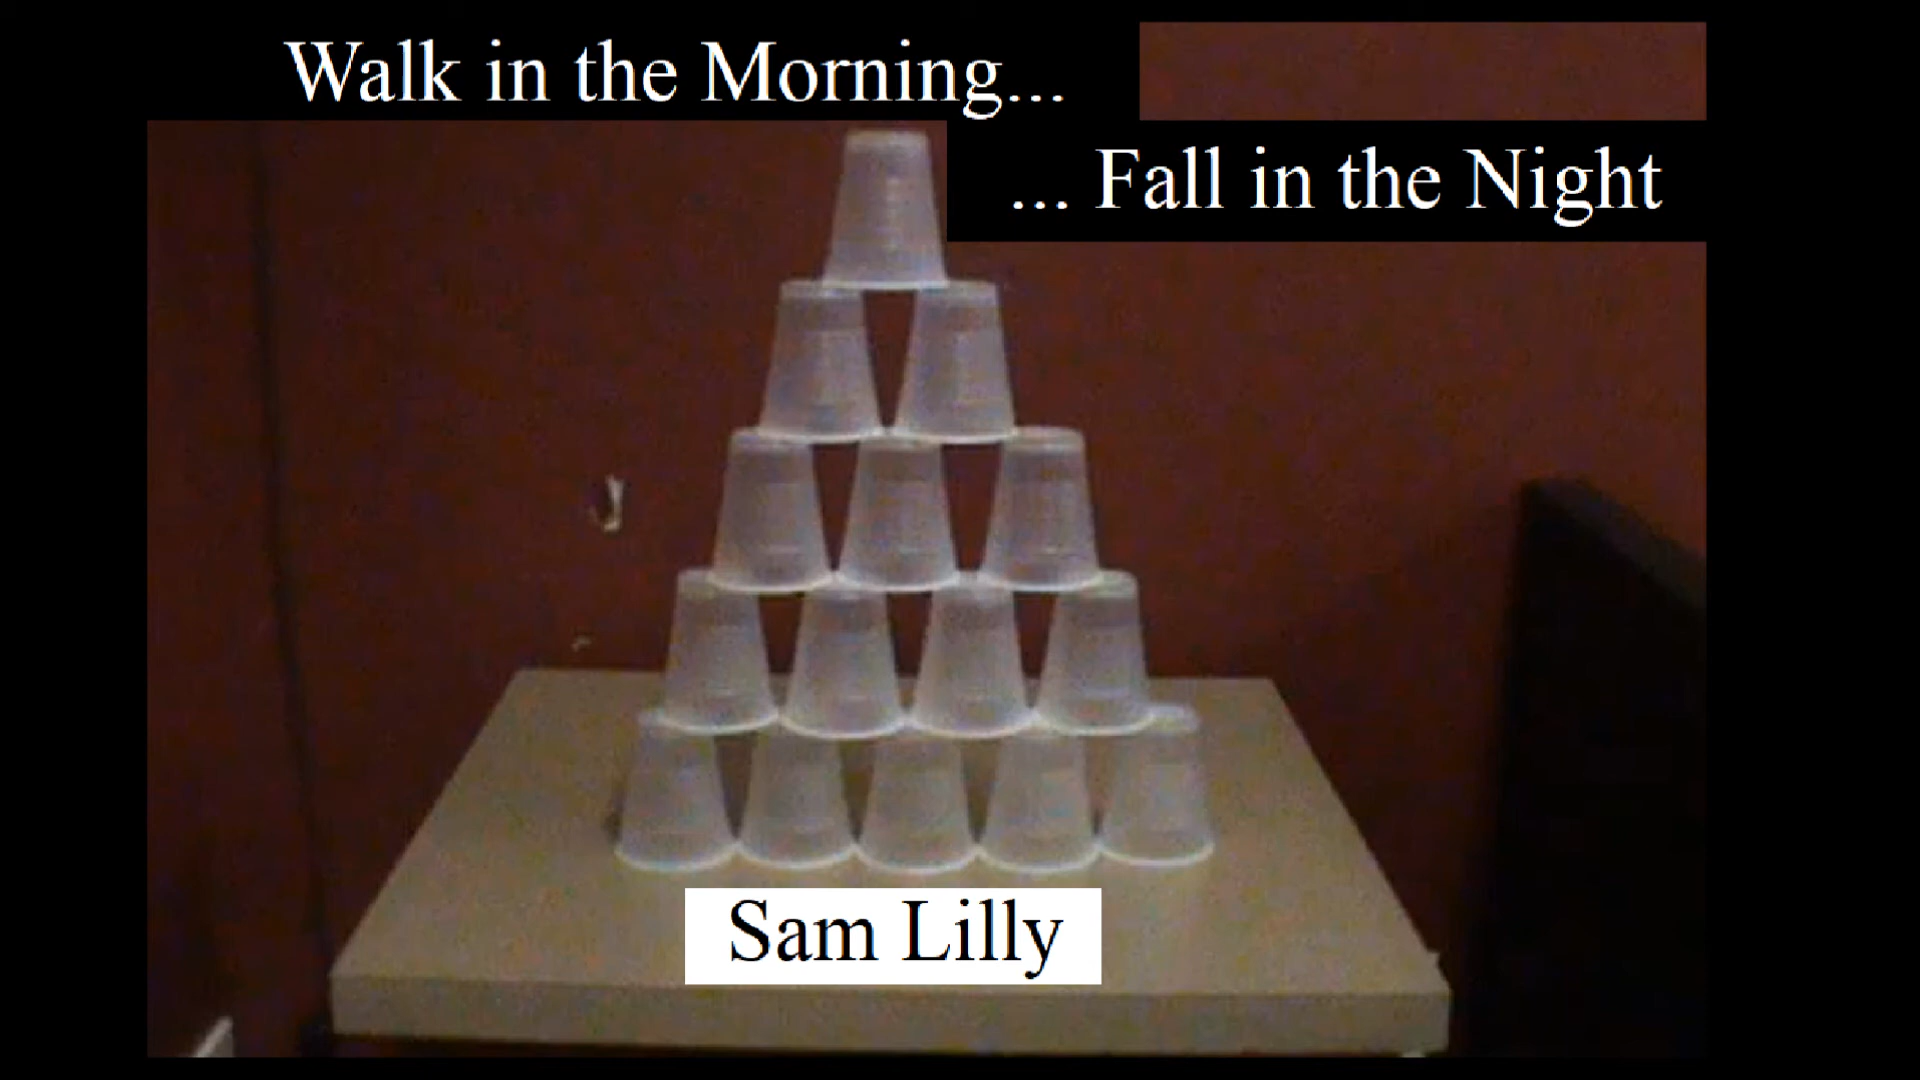 Walk in the Morning...
... Fall in the Night
Sam Lilly